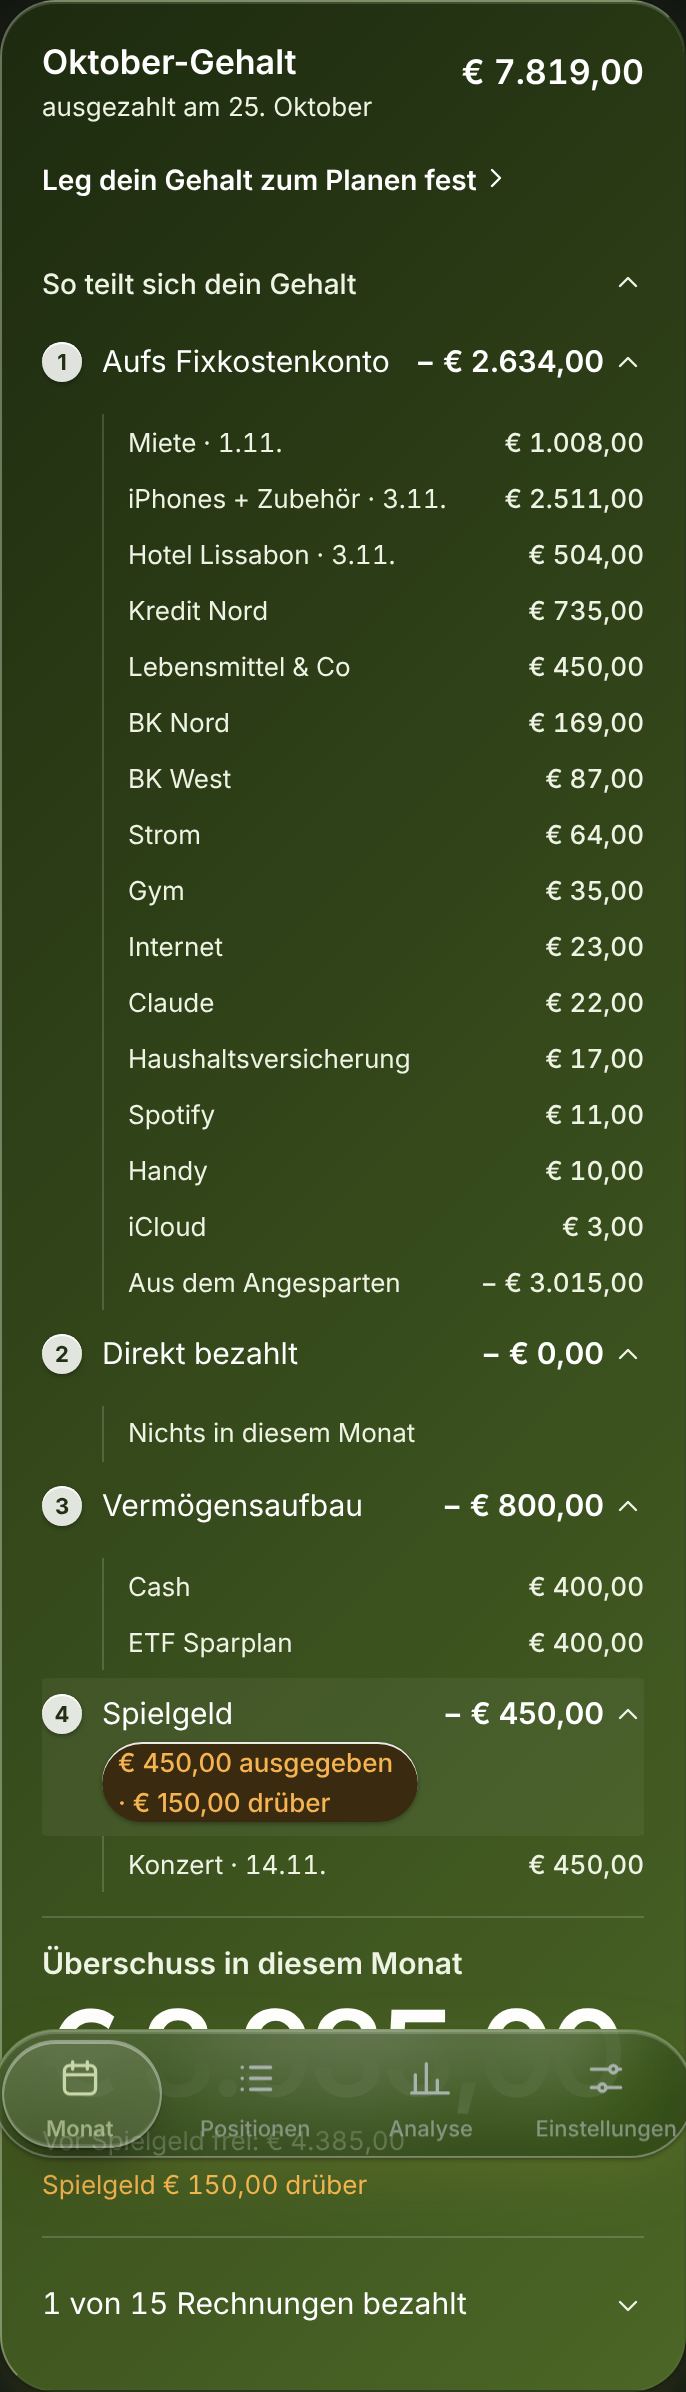 Oktober-Gehalt
€ 7.819,00
ausgezahlt am 25. Oktober
Leg dein Gehalt zum Planen fest
So teilt sich dein Gehalt
1 Aufs Fixkostenkonto – € 2.634,00
Miete · 1.11. € 1.008,00
iPhones + Zubehör · 3.11. € 2.511,00
Hotel Lissabon · 3.11. € 504,00
Kredit Nord € 735,00
Lebensmittel & Co € 450,00
BK Nord € 169,00
BK West € 87,00
Strom € 64,00
Gym € 35,00
Internet € 23,00
Claude € 22,00
Haushaltsversicherung € 17,00
Spotify € 11,00
Handy € 10,00
iCloud € 3,00
Aus dem Angesparten – € 3.015,00
2 Direkt bezahlt – € 0,00
Nichts in diesem Monat
3 Vermögensaufbau – € 800,00
Cash € 400,00
ETF Sparplan € 400,00
4 Spielgeld – € 450,00
€ 450,00 ausgegeben
· € 150,00 drüber
Konzert · 14.11. € 450,00
Überschuss in diesem Monat
Monat Positionen Analyse Einstellungen
Vor Spielgeld frei: € 4.385,00
Spielgeld € 150,00 drüber
1 von 15 Rechnungen bezahlt